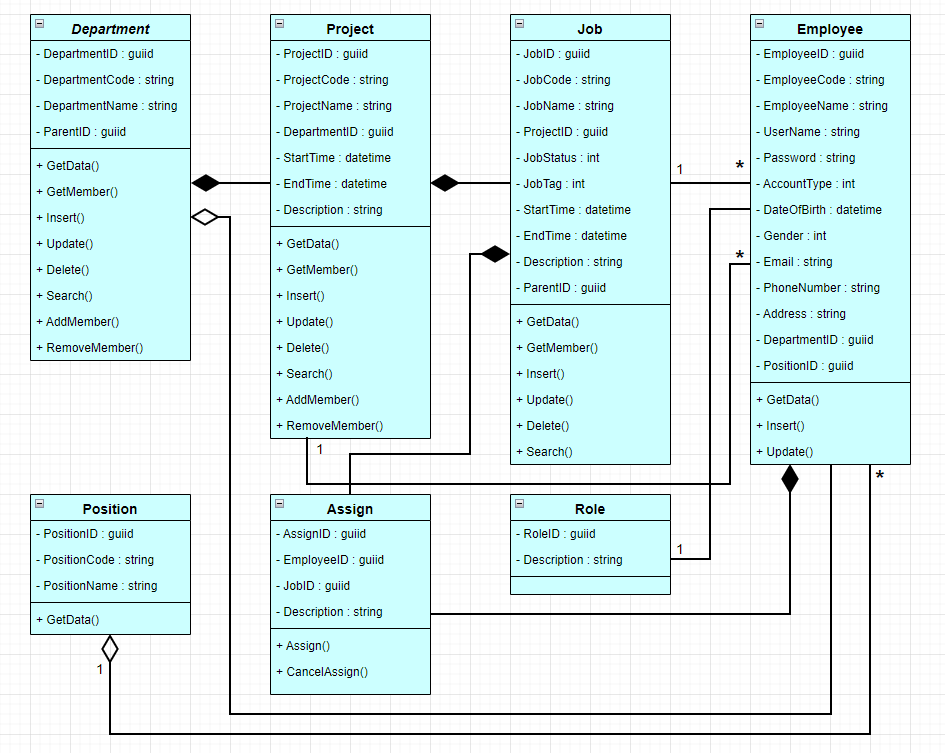 Department
- DepartmentID : guiid
- DepartmentCode : string
- DepartmentName : string
- ParentID : guiid
+ GetData()
+ GetMember()
+ Insert()
+ Update()
+ Delete()
+ Search()
+ AddMember()
+ RemoveMember()
Project
- ProjectID : guiid
- ProjectCode : string
- ProjectName : string
- DepartmentID : guiid
- StartTime : datetime
- EndTime : datetime
- Description : string
+ GetData()
+ GetMember()
+ Insert()
+ Update()
+ Delete()
+ Search()
+ AddMember()
+ RemoveMember()
1
Job
- JobID : guiid
- JobCode : string
- JobName : string
- ProjectID : guiid
- JobStatus : int
- JobTag : int
- StartTime : datetime
- EndTime : datetime
- Description : string
- ParentID : guiid
+ GetData()
+ GetMember()
+ Insert()
+ Update()
+ Delete()
+ Search()
1
*
*
Employee
- EmployeeID : guiid
- EmployeeCode : string
- EmployeeName : string
- UserName : string
- Password : string
- AccountType : int
- DateOfBirth : datetime
- Gender : int
- Email : string
- PhoneNumber : string
- Address : string
- DepartmentID : guiid
- PositionID : guiid
+ GetData()
+ Insert()
+ Update()
*
Position
- PositionID : guiid
- PositionCode : string
- PositionName : string
+ GetData()
1
Assign
- AssignID : guiid
- EmployeeID : guiid
- JobID : guiid
- Description : string
+ Assign()
+ CancelAssign()
Role
- RoleID : guiid
- Description : string
1